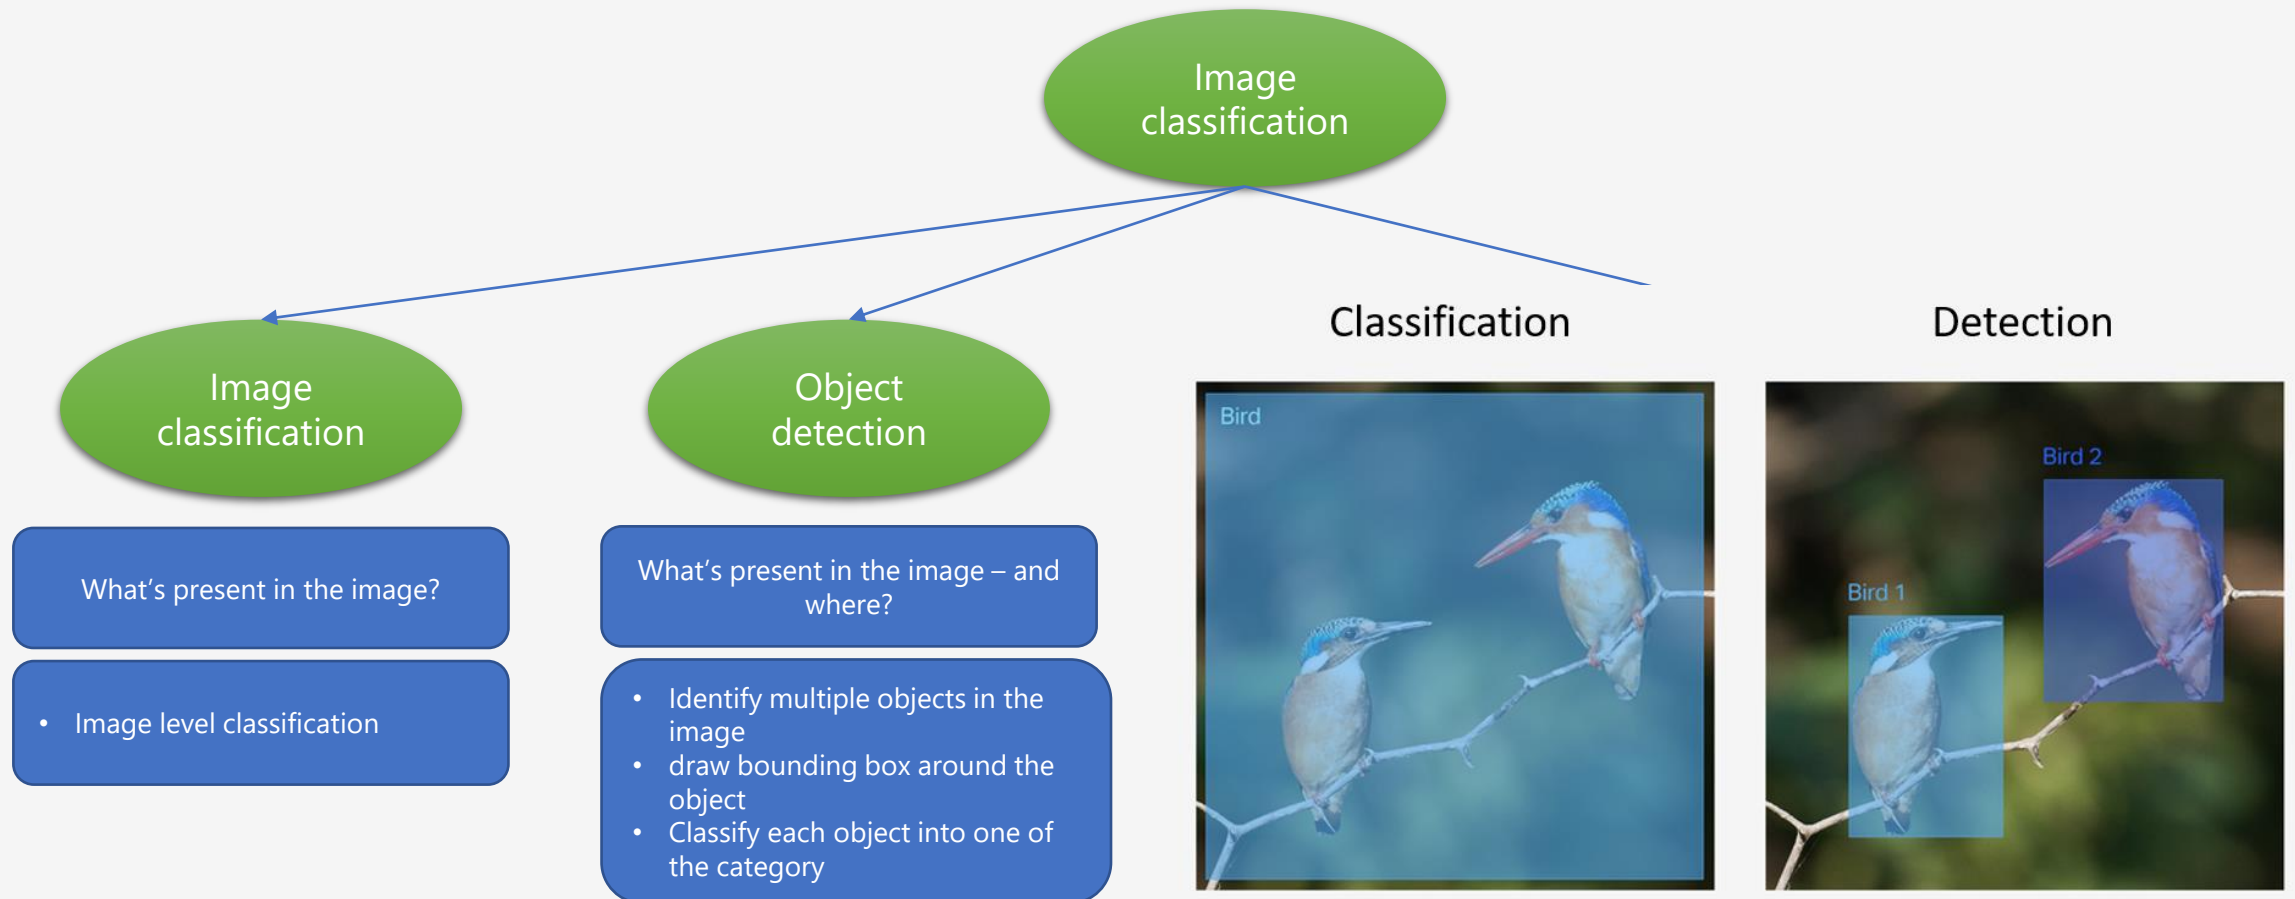 Image
classification
Image
classification
What's present in the image?
• Image level classification
Object
detection
What's present in the image – and
where?
• Identify multiple objects in the
image
• draw bounding box around the
object
• Classify each object into one of
the category
Classification
Bird
Detection
Bird 2
Bird 1